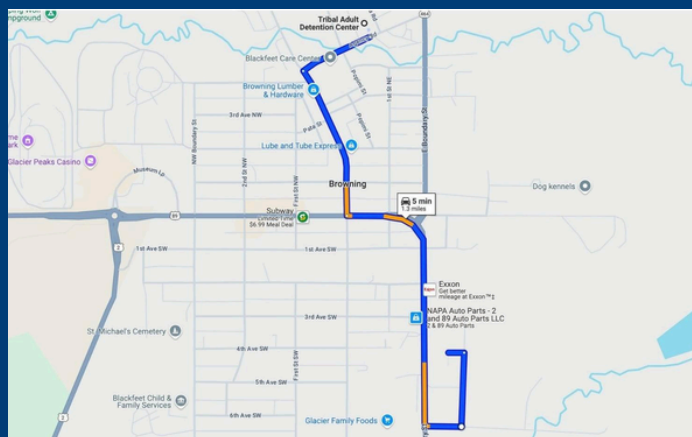 Tribal Adult
Detention Center
464
Blackfeet Care Center
Browning Lumber
& Hardware
Popimi St
1st St NE
3rd Ave NW
Pata St
Popimi St
NW Boundary St
2nd St NW
First St NW
E Boundary St
Lube and Tube Express
Glacier Peaks Casino
Museum Lp
Browning
5 min
1.3 miles
Dog kennels
89
Subway
Limited Time
$6.99 Meal Deal
2
1st Ave SW
Exxon
Get better
mileage at Exxon™‡
NAPA Auto Parts - 2
and 89 Auto Parts LLC
2 & 89 Auto Parts
3rd Ave SW
St. Michael's Cemetery
4th Ave SW
First St SW
5th Ave SW
Blackfeet Child &
Family Services
6th Ave SW
2
Glacier Family Foods